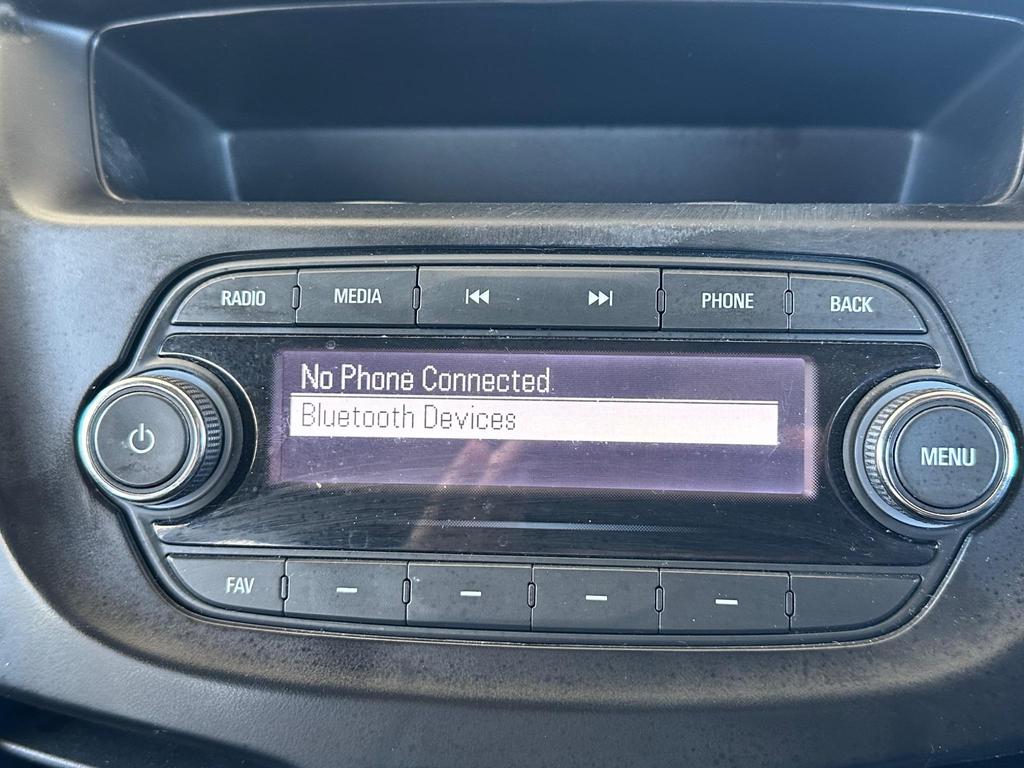 RADIO MEDIA PHONE BACK
No Phone Connected
Bluetooth Devices
MENU
FAV